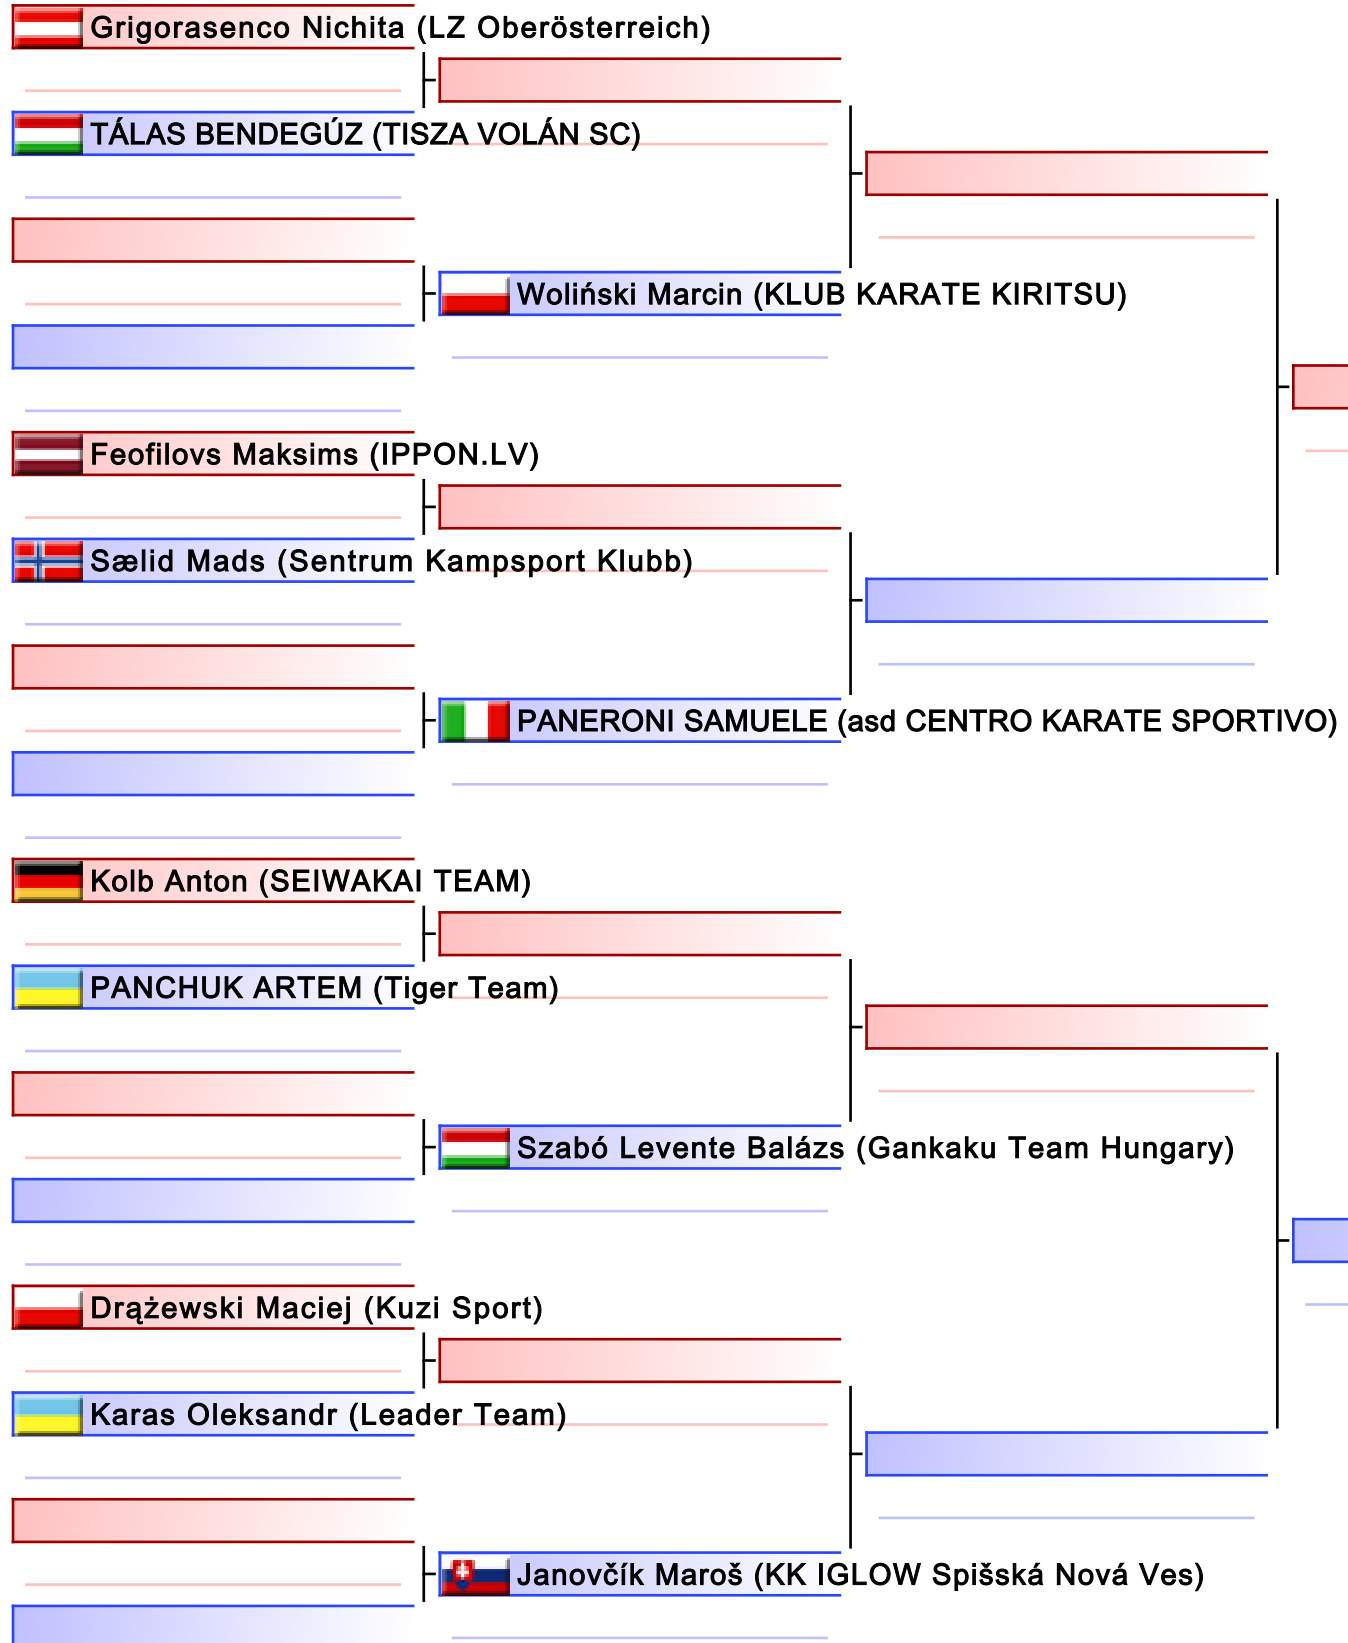 Grigorasenco Nichita (LZ Oberösterreich)
TÁLAS BENDEGÚZ (TISZA VOLÁN SC)
Woliński Marcin (KLUB KARATE KIRITSU)
Feofilovs Maksims (IPPON.LV)
Sælid Mads (Sentrum Kampsport Klubb)
PANERONI SAMUELE (asd CENTRO KARATE SPORTIVO)
Kolb Anton (SEIWAKAI TEAM)
PANCHUK ARTEM (Tiger Team)
Szabó Levente Balázs (Gankaku Team Hungary)
Drążewski Maciej (Kuzi Sport)
Karas Oleksandr (Leader Team)
Janovčík Maroš (KK IGLOW Spišská Nová Ves)